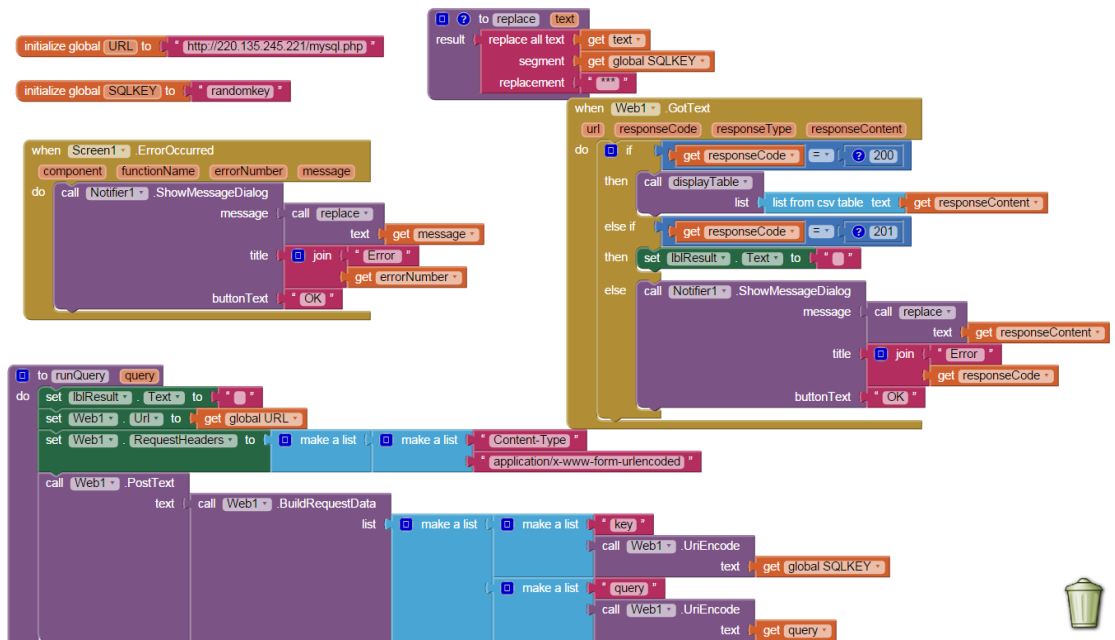 initialize global URL to " http://220.135.245.221/mysql.php "
initialize global SQLKEY to " randomkey "
? to replace text
result replace all text get text
segment get global SQLKEY
replacement " *** "
when Screen1 .ErrorOccurred
component functionName errorNumber message
do call Notifier1 .ShowMessageDialog
message call replace
text get message
title join " Error "
get errorNumber
buttonText " OK "
when Web1 .GotText
url responseCode responseType responseContent
do if get responseCode = ? 200
then call displayTable
list list from csv table text get responseContent
else if get responseCode = ? 201
then set lblResult . Text to " "
else call Notifier1 .ShowMessageDialog
message call replace
text get responseContent
title join " Error "
get responseCode
buttonText " OK "
to runQuery query
do set lblResult . Text to " "
set Web1 . Url to get global URL
set Web1 . RequestHeaders to make a list make a list " Content-Type "
" application/x-www-form-urlencoded "
call Web1 .PostText
text call Web1 .BuildRequestData
list make a list make a list " key "
call Web1 .UriEncode
text get global SQLKEY
make a list " query "
call Web1 .UriEncode
text get query